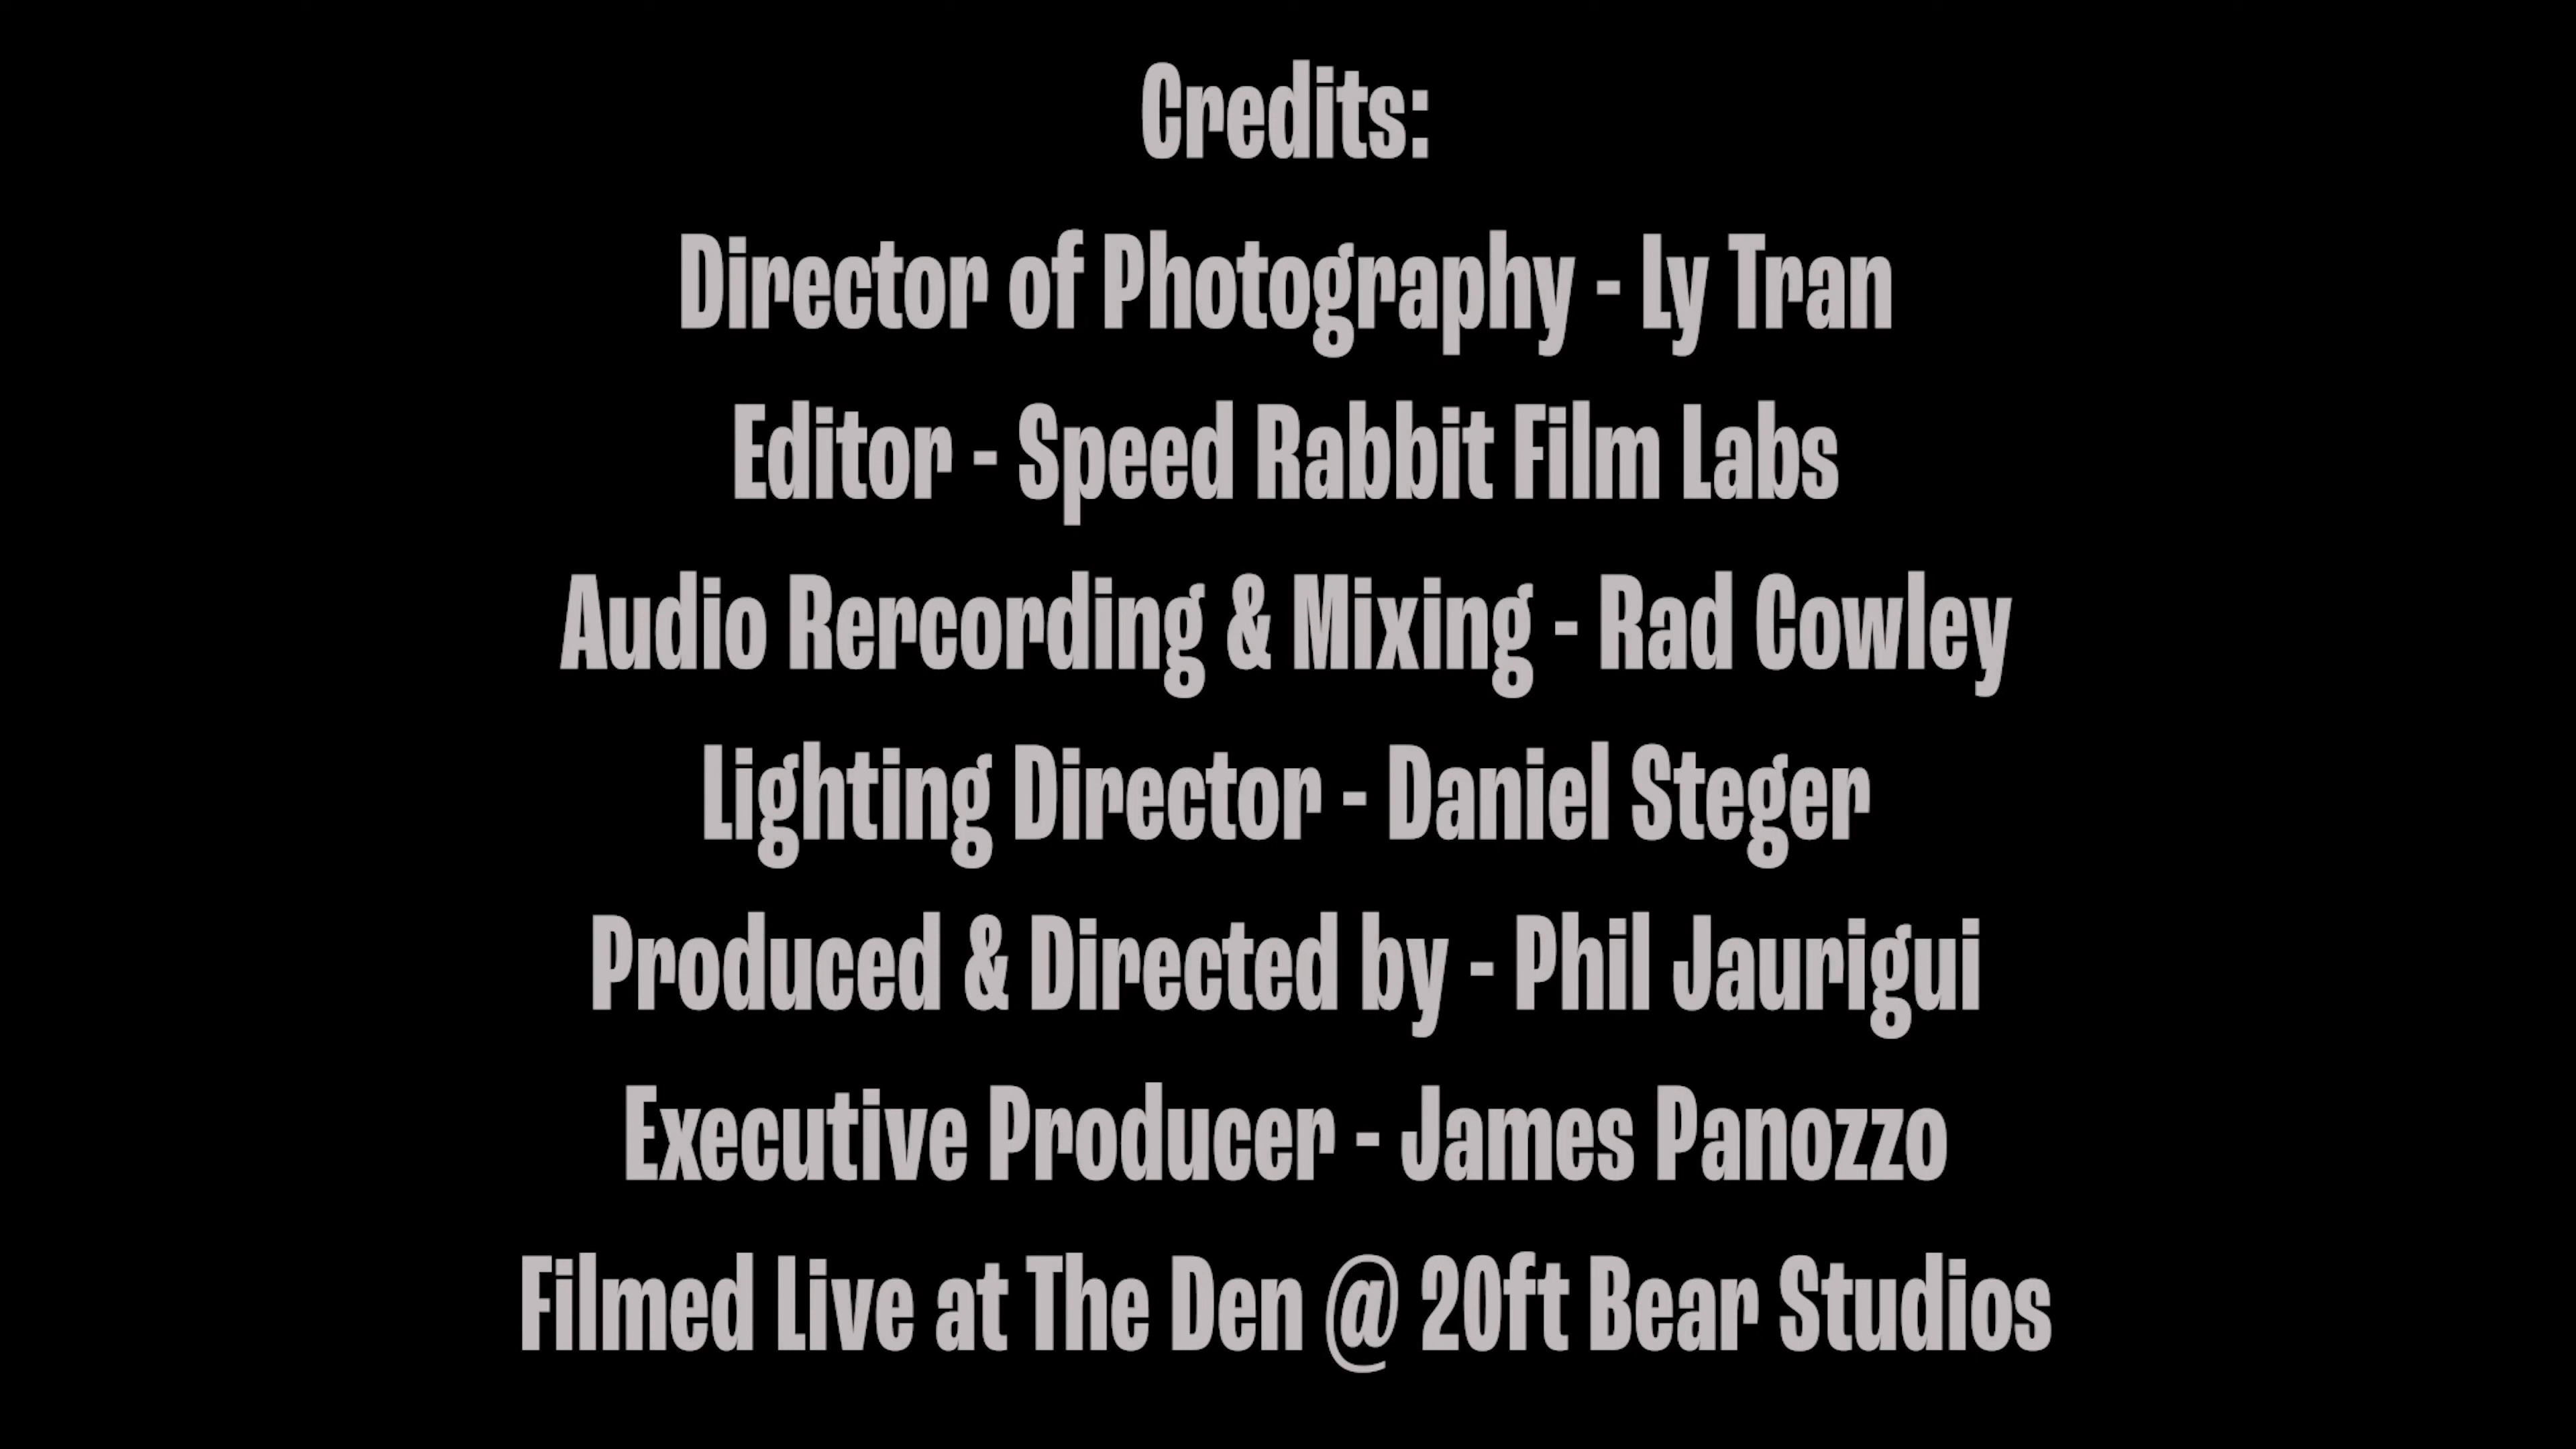 Credits:
Director of Photography - Ly Tran
Editor - Speed Rabbit Film Labs
Audio Rercording & Mixing - Rad Cowley
Lighting Director - Daniel Steger
Produced & Directed by - Phil Jaurigui
Executive Producer - James Panozzo
Filmed Live at The Den @ 20ft Bear Studios